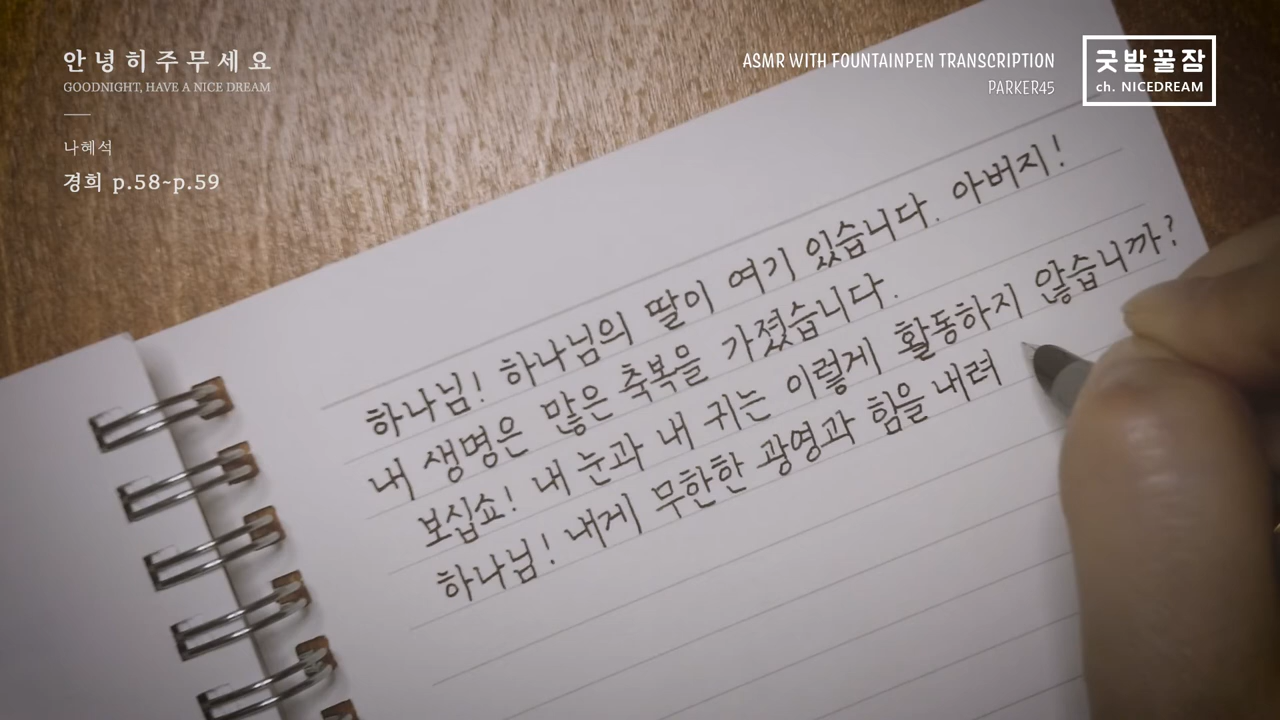 안녕히주무세요
GOODNIGHT, HAVE A NICE DREAM
나혜석
경희 p.58~p.59
ASMR WITH FOUNTAINPEN TRANSCRIPTION
PARKER45
굿밤꿀잠
ch. NICEDREAM
하나님! 하나님의 딸이 여기 있습니다. 아버지!
내 생명은 많은 축복을 가졌습니다.
보십쇼! 내 눈과 내 귀는 이렇게 활동하지 않습니까?
하나님! 내게 무한한 광영과 힘을 내려